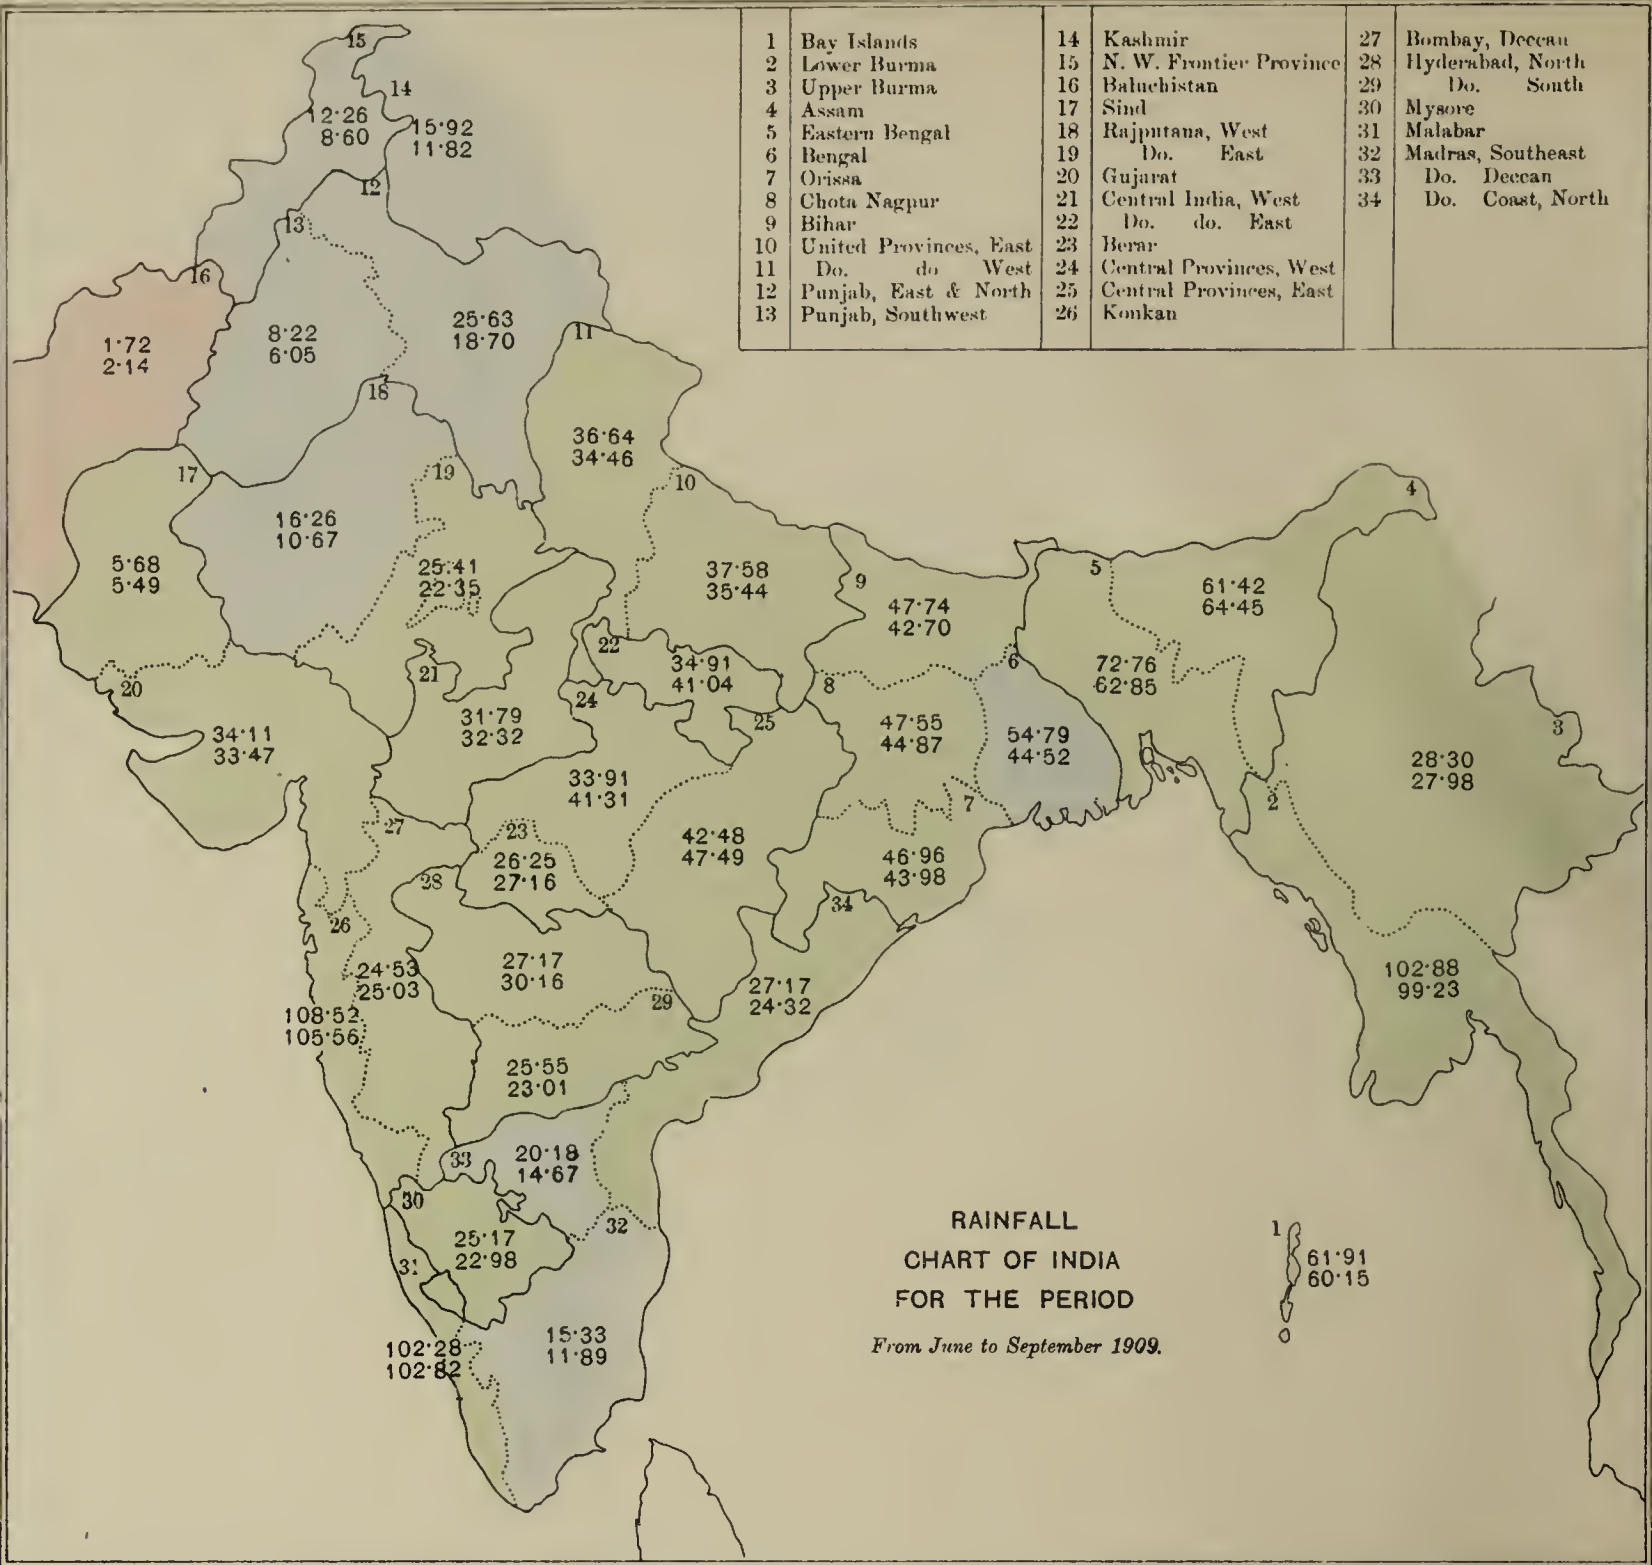 1 Bay Islands
2 Lower Burma
3 Upper Burma
4 Assam
5 Eastern Bengal
6 Bengal
7 Orissa
8 Chota Nagpur
9 Bihar
10 United Provinces, East
11 Do. do West
12 Punjab, East & North
13 Punjab, Southwest
14 Kashmir
15 N. W. Frontier Province
16 Baluchistan
17 Sind
18 Rajputana, West
19 Do. East
20 Gujarat
21 Central India, West
22 Do. do. East
23 Berar
24 Central Provinces, West
25 Central Provinces, East
26 Konkan
27 Bombay, Deccan
28 Hyderabad, North
29 Do. South
30 Mysore
31 Malabar
32 Madras, Southeast
33 Do. Deccan
34 Do. Coast, North
15
14
12·26
8·60
15·92
11·82
12
13
16
1·72
2·14
8·22
6·05
25·63
18·70
11
18
36·64
34·46
17
19
10
4
16·26
10·67
5·68
5·49
25·41
22·35
37·58
35·44
9
5
61·42
64·45
47·74
42·70
22
6
34·91
41·04
72·76
62·85
20
21
8
24
25
3
31·79
32·32
34·11
33·47
47·55
44·87
54·79
44·52
28·30
27·98
33·91
41·31
7
2
27
23
42·48
47·49
26·25
27·16
46·96
43·98
28
34
26
24·53
25·03
27·17
30·16
29
27·17
24·32
102·88
99·23
108·52
105·56
25·55
23·01
33
20·18
14·67
30
32
25·17
22·98
31
RAINFALL
CHART OF INDIA
FOR THE PERIOD
From June to September 1909.
1
61·91
60·15
15·33
11·89
102·28
102·82